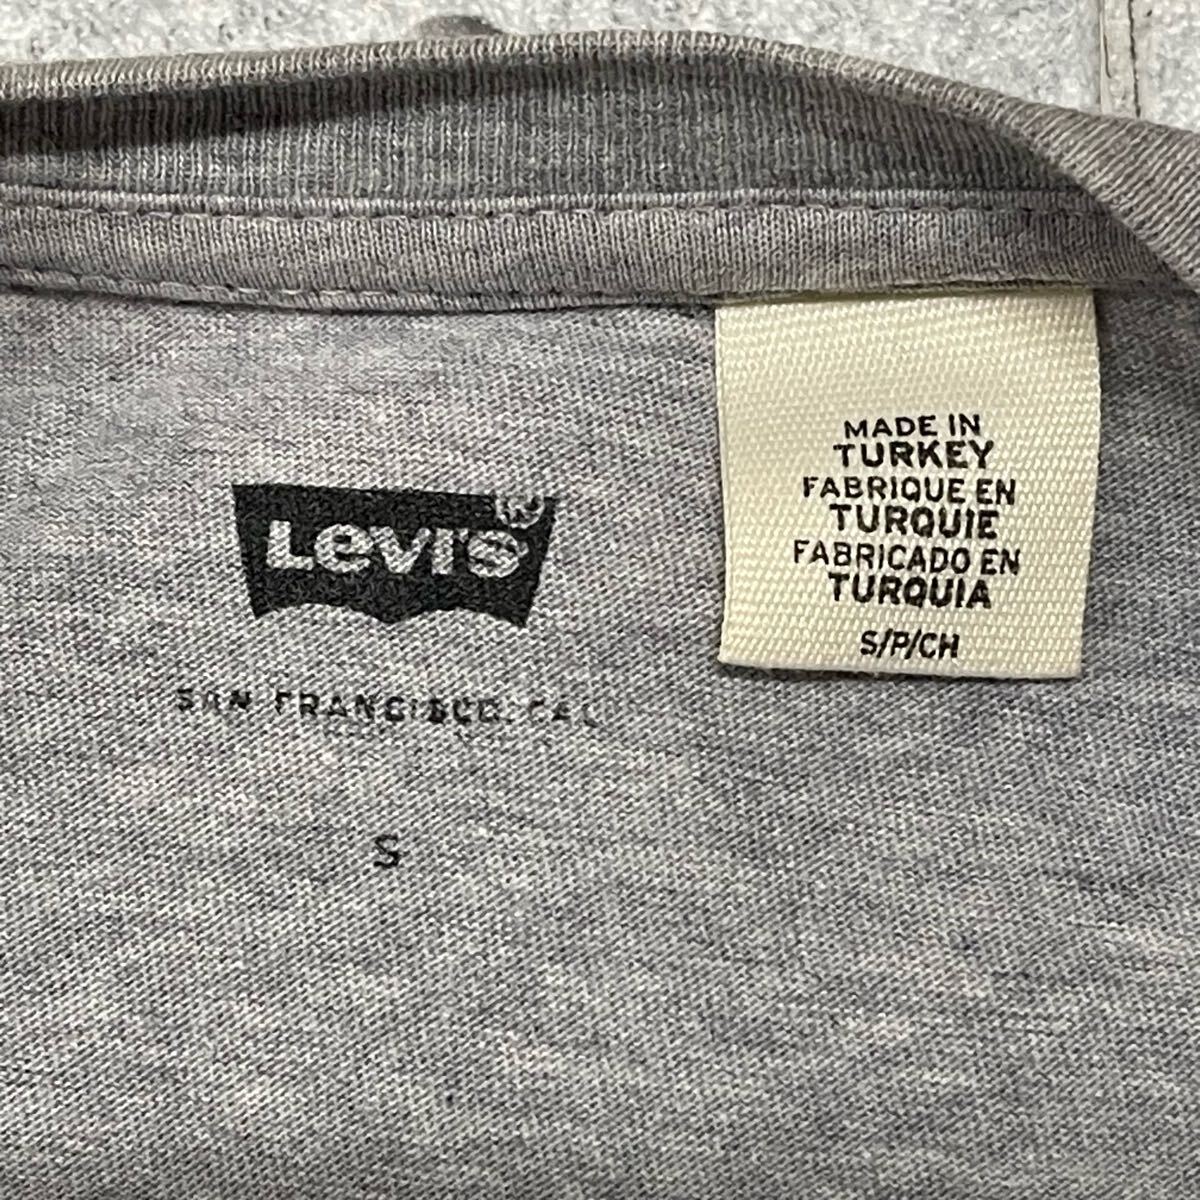 Levi's®
SAN FRANCISCO, CAL
S
MADE IN
TURKEY
FABRIQUE EN
TURQUIE
FABRICADO EN
TURQUIA
S/P/CH